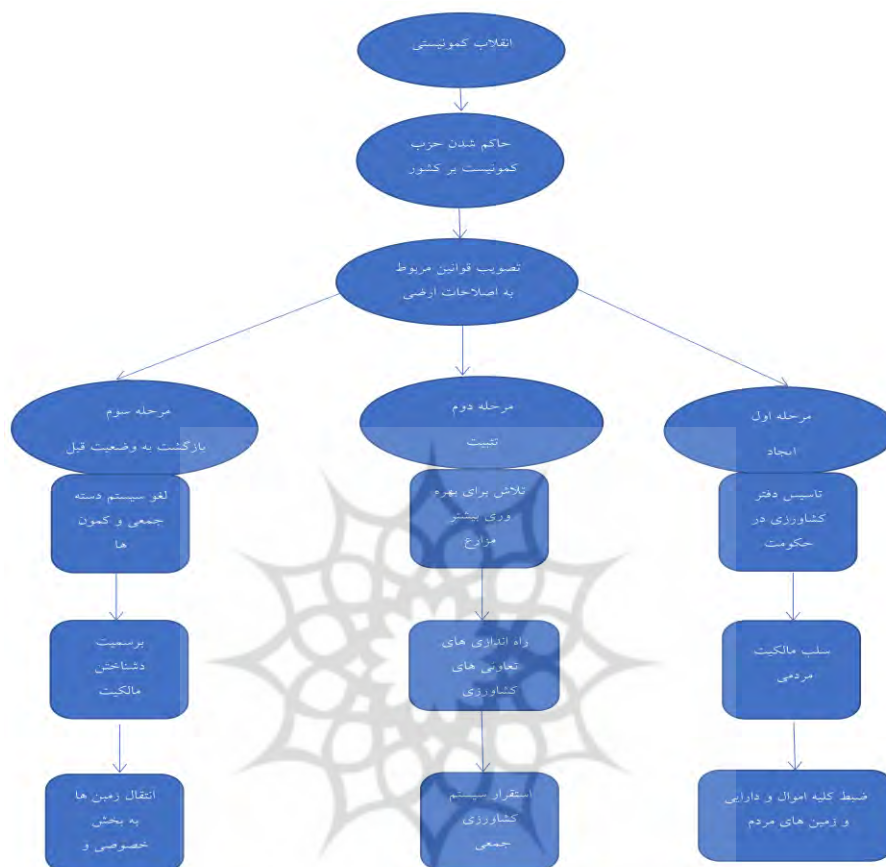 انقلاب کمونیستی
حاکم شدن حزب
کمونیست بر کشور
تصویب قوانین مربوط
به اصلاحات ارضی
مرحله اول
ایجاد
تاسیس دفتر
کشاورزی در
حکومت
سلب مالکیت
مردمی
ضبط کلیه اموال و دارایی
و زمین های مردم
مرحله دوم
تثبیت
تلاش برای بهره
وری بیشتر
مزارع
راه اندازی های
تعاونی های
کشاورزی
استقرار سیستم
کشاورزی
جمعی
مرحله سوم
بازگشت به وضعیت قبل
لغو سیستم دسته
جمعی و کمون
ها
برسمیت
دشناختن
مالکیت
انتقال زمین ها
به بخش
خصوصی و